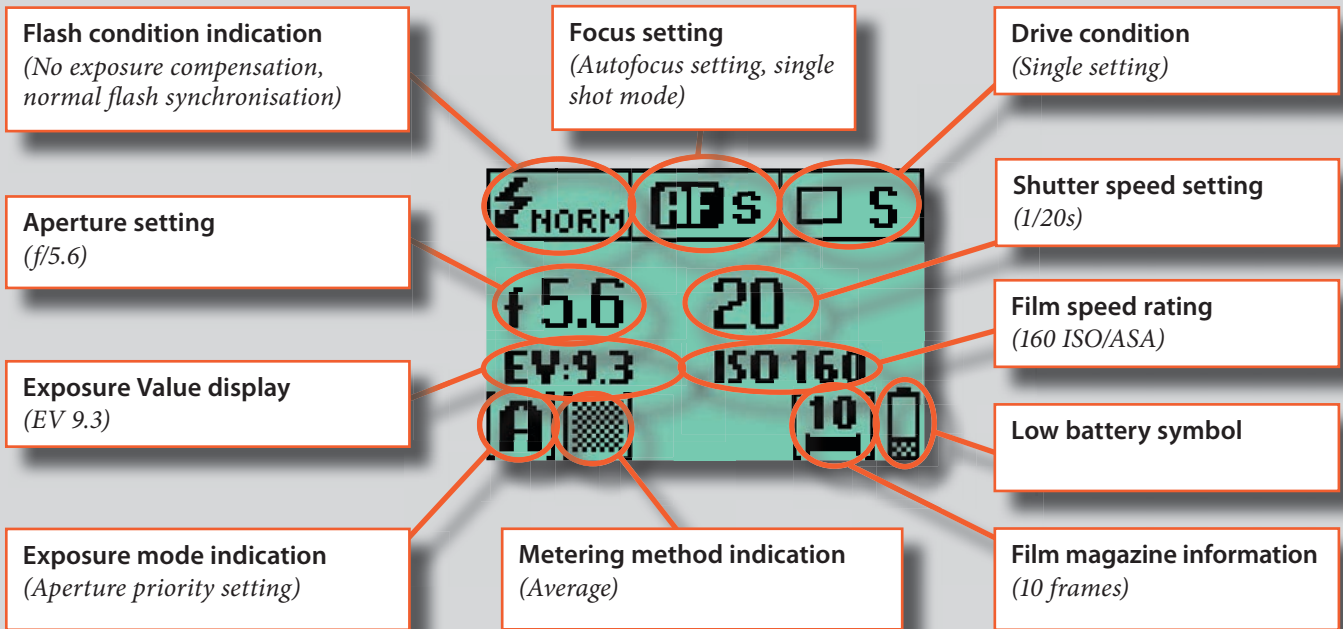 Flash condition indication
(No exposure compensation,
normal flash synchronisation)
Focus setting
(Autofocus setting, single
shot mode)
Drive condition
(Single setting)
Aperture setting
(f/5.6)
Shutter speed setting
(1/20s)
Exposure Value display
(EV 9.3)
Film speed rating
(160 ISO/ASA)
Low battery symbol
NORM AF S S
f 5.6 20
EV:9.3 ISO 160
A 10
Exposure mode indication
(Aperture priority setting)
Metering method indication
(Average)
Film magazine information
(10 frames)